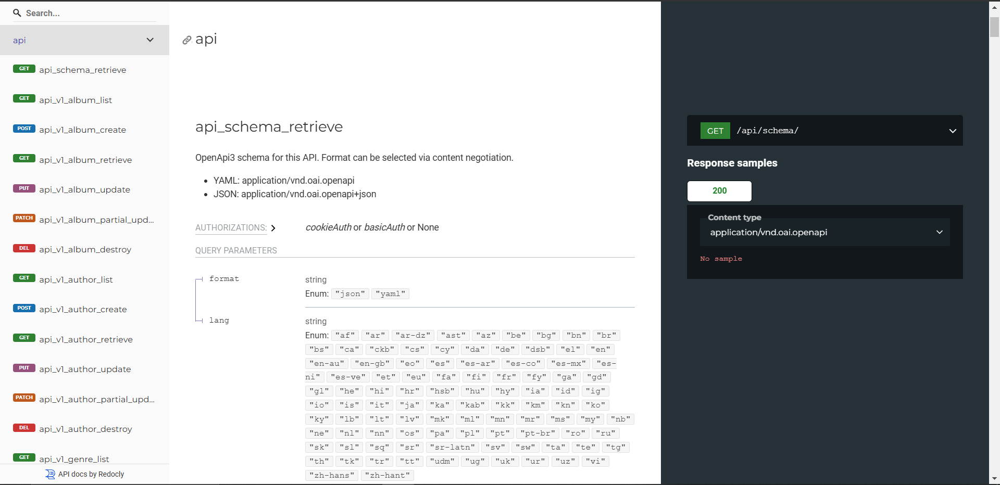 Search...
api
GET api_schema_retrieve
GET api_v1_album_list
POST api_v1_album_create
GET api_v1_album_retrieve
PUT api_v1_album_update
PATCH api_v1_album_partial_upd...
DEL api_v1_album_destroy
GET api_v1_author_list
POST api_v1_author_create
GET api_v1_author_retrieve
PUT api_v1_author_update
PATCH api_v1_author_partial_upd...
DEL api_v1_author_destroy
GET api_v1_genre_list
API docs by Redocly
api
api_schema_retrieve
OpenApi3 schema for this API. Format can be selected via content negotiation.
• YAML: application/vnd.oai.openapi
• JSON: application/vnd.oai.openapi+json
AUTHORIZATIONS: cookieAuth or basicAuth or None
QUERY PARAMETERS
format string
Enum: "json" "yaml"
lang string
Enum: "af" "ar" "ar-dz" "ast" "az" "be" "bg" "bn" "br"
"bs" "ca" "ckb" "cs" "cy" "da" "de" "dsb" "el" "en"
"en-au" "en-gb" "eo" "es" "es-ar" "es-co" "es-mx" "es-
ni" "es-ve" "et" "eu" "fa" "fi" "fr" "fy" "ga" "gd"
"gl" "he" "hi" "hr" "hsb" "hu" "hy" "ia" "id" "ig"
"io" "is" "it" "ja" "ka" "kab" "kk" "km" "kn" "ko"
"ky" "lb" "lt" "lv" "mk" "ml" "mn" "mr" "ms" "my" "nb"
"ne" "nl" "nn" "os" "pa" "pl" "pt" "pt-br" "ro" "ru"
"sk" "sl" "sq" "sr" "sr-latn" "sv" "sw" "ta" "te" "tg"
"th" "tk" "tr" "tt" "udm" "ug" "uk" "ur" "uz" "vi"
"zh-hans" "zh-hant"
GET /api/schema/
Response samples
200
Content type
application/vnd.oai.openapi
No sample